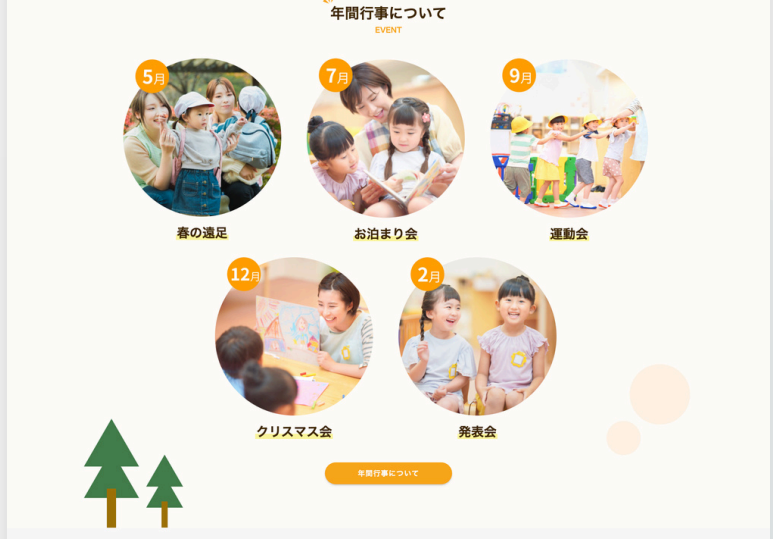 年間行事について
EVENT
5月
7月
9月
春の遠足
お泊まり会
運動会
12月
2月
クリスマス会
発表会
年間行事について